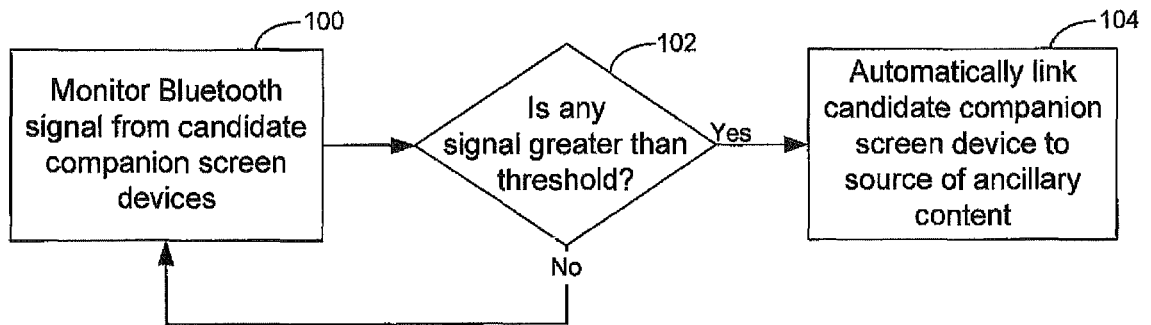 100
Monitor Bluetooth
signal from candidate
companion screen
devices
102
Is any
signal greater than
threshold?
Yes
No
104
Automatically link
candidate companion
screen device to
source of ancillary
content